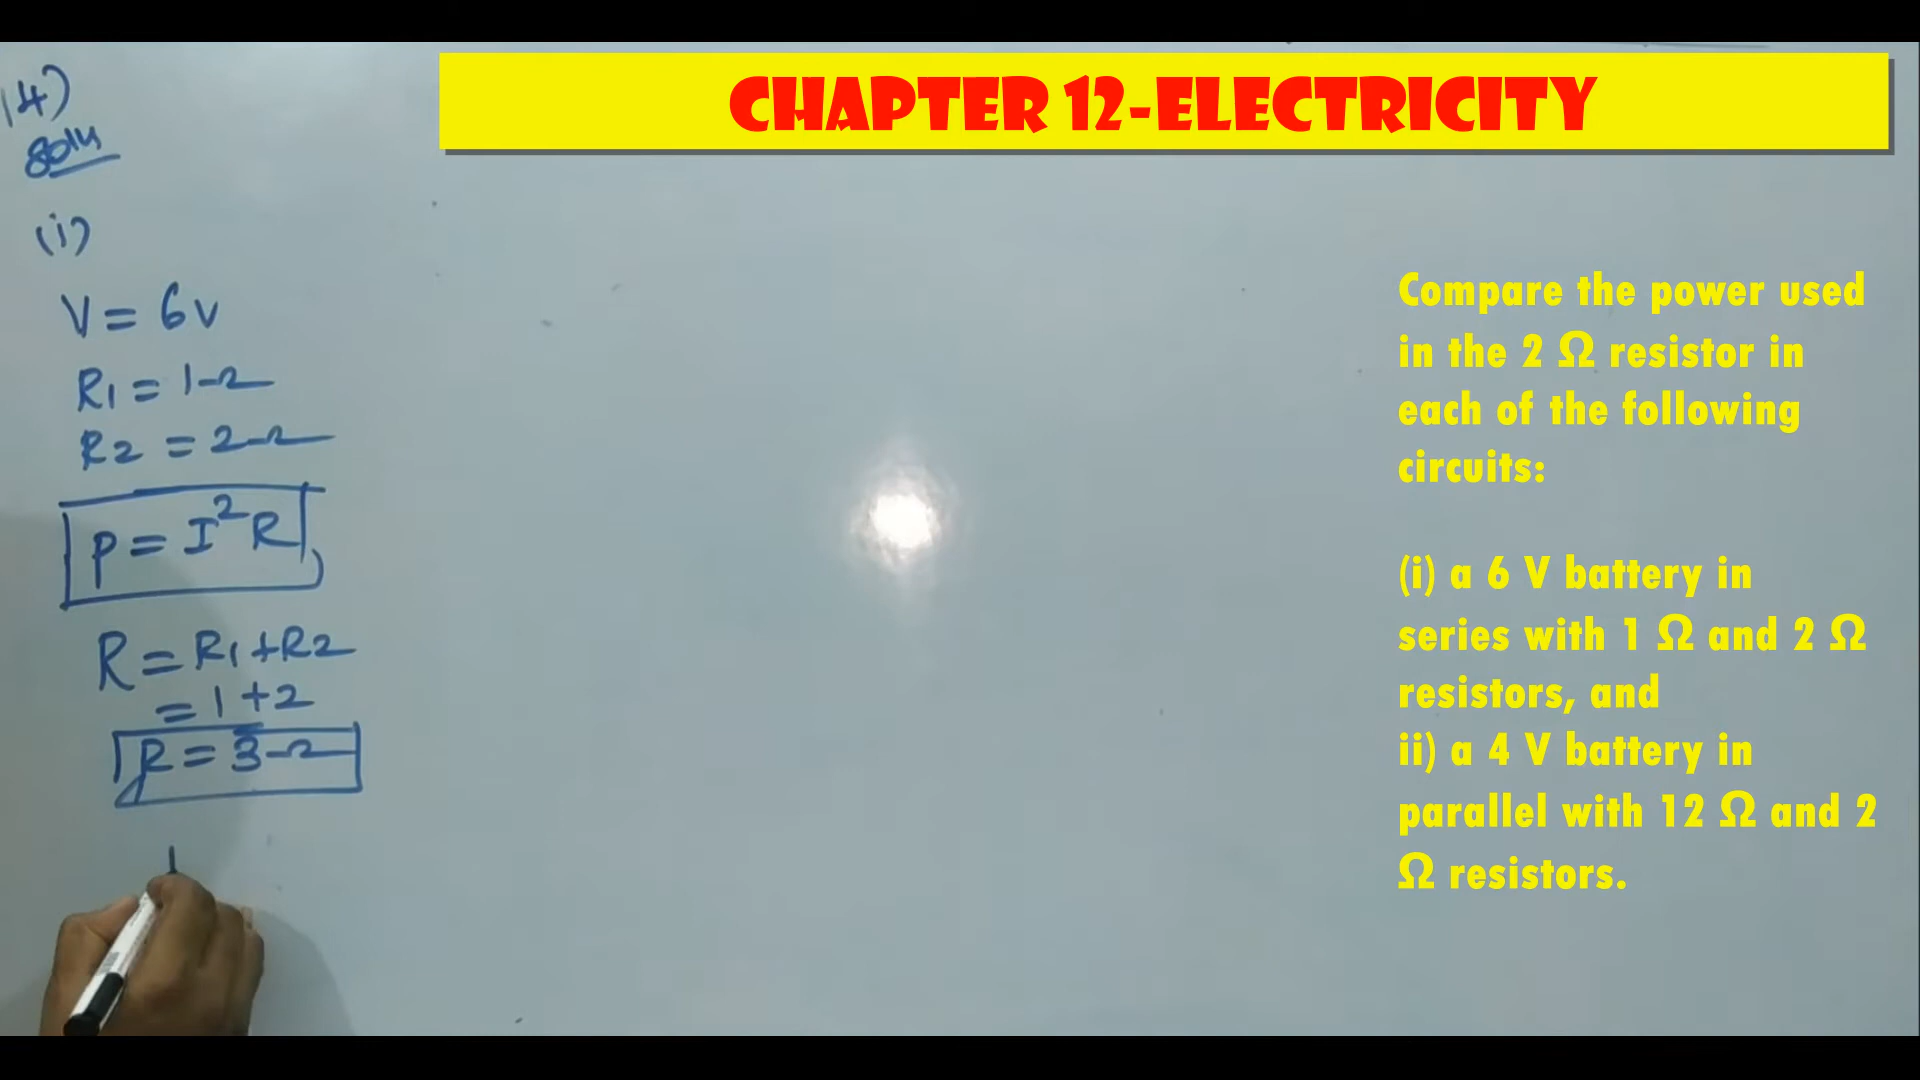 CHAPTER 12-ELECTRICITY
14)
Soln
(i)
V = 6V
R1 = 1Ω
R2 = 2Ω
P = I²R
R = R1+R2
= 1+2
R = 3Ω
Compare the power used
in the 2 Ω resistor in
each of the following
circuits:
(i) a 6 V battery in
series with 1 Ω and 2 Ω
resistors, and
ii) a 4 V battery in
parallel with 12 Ω and 2
Ω resistors.